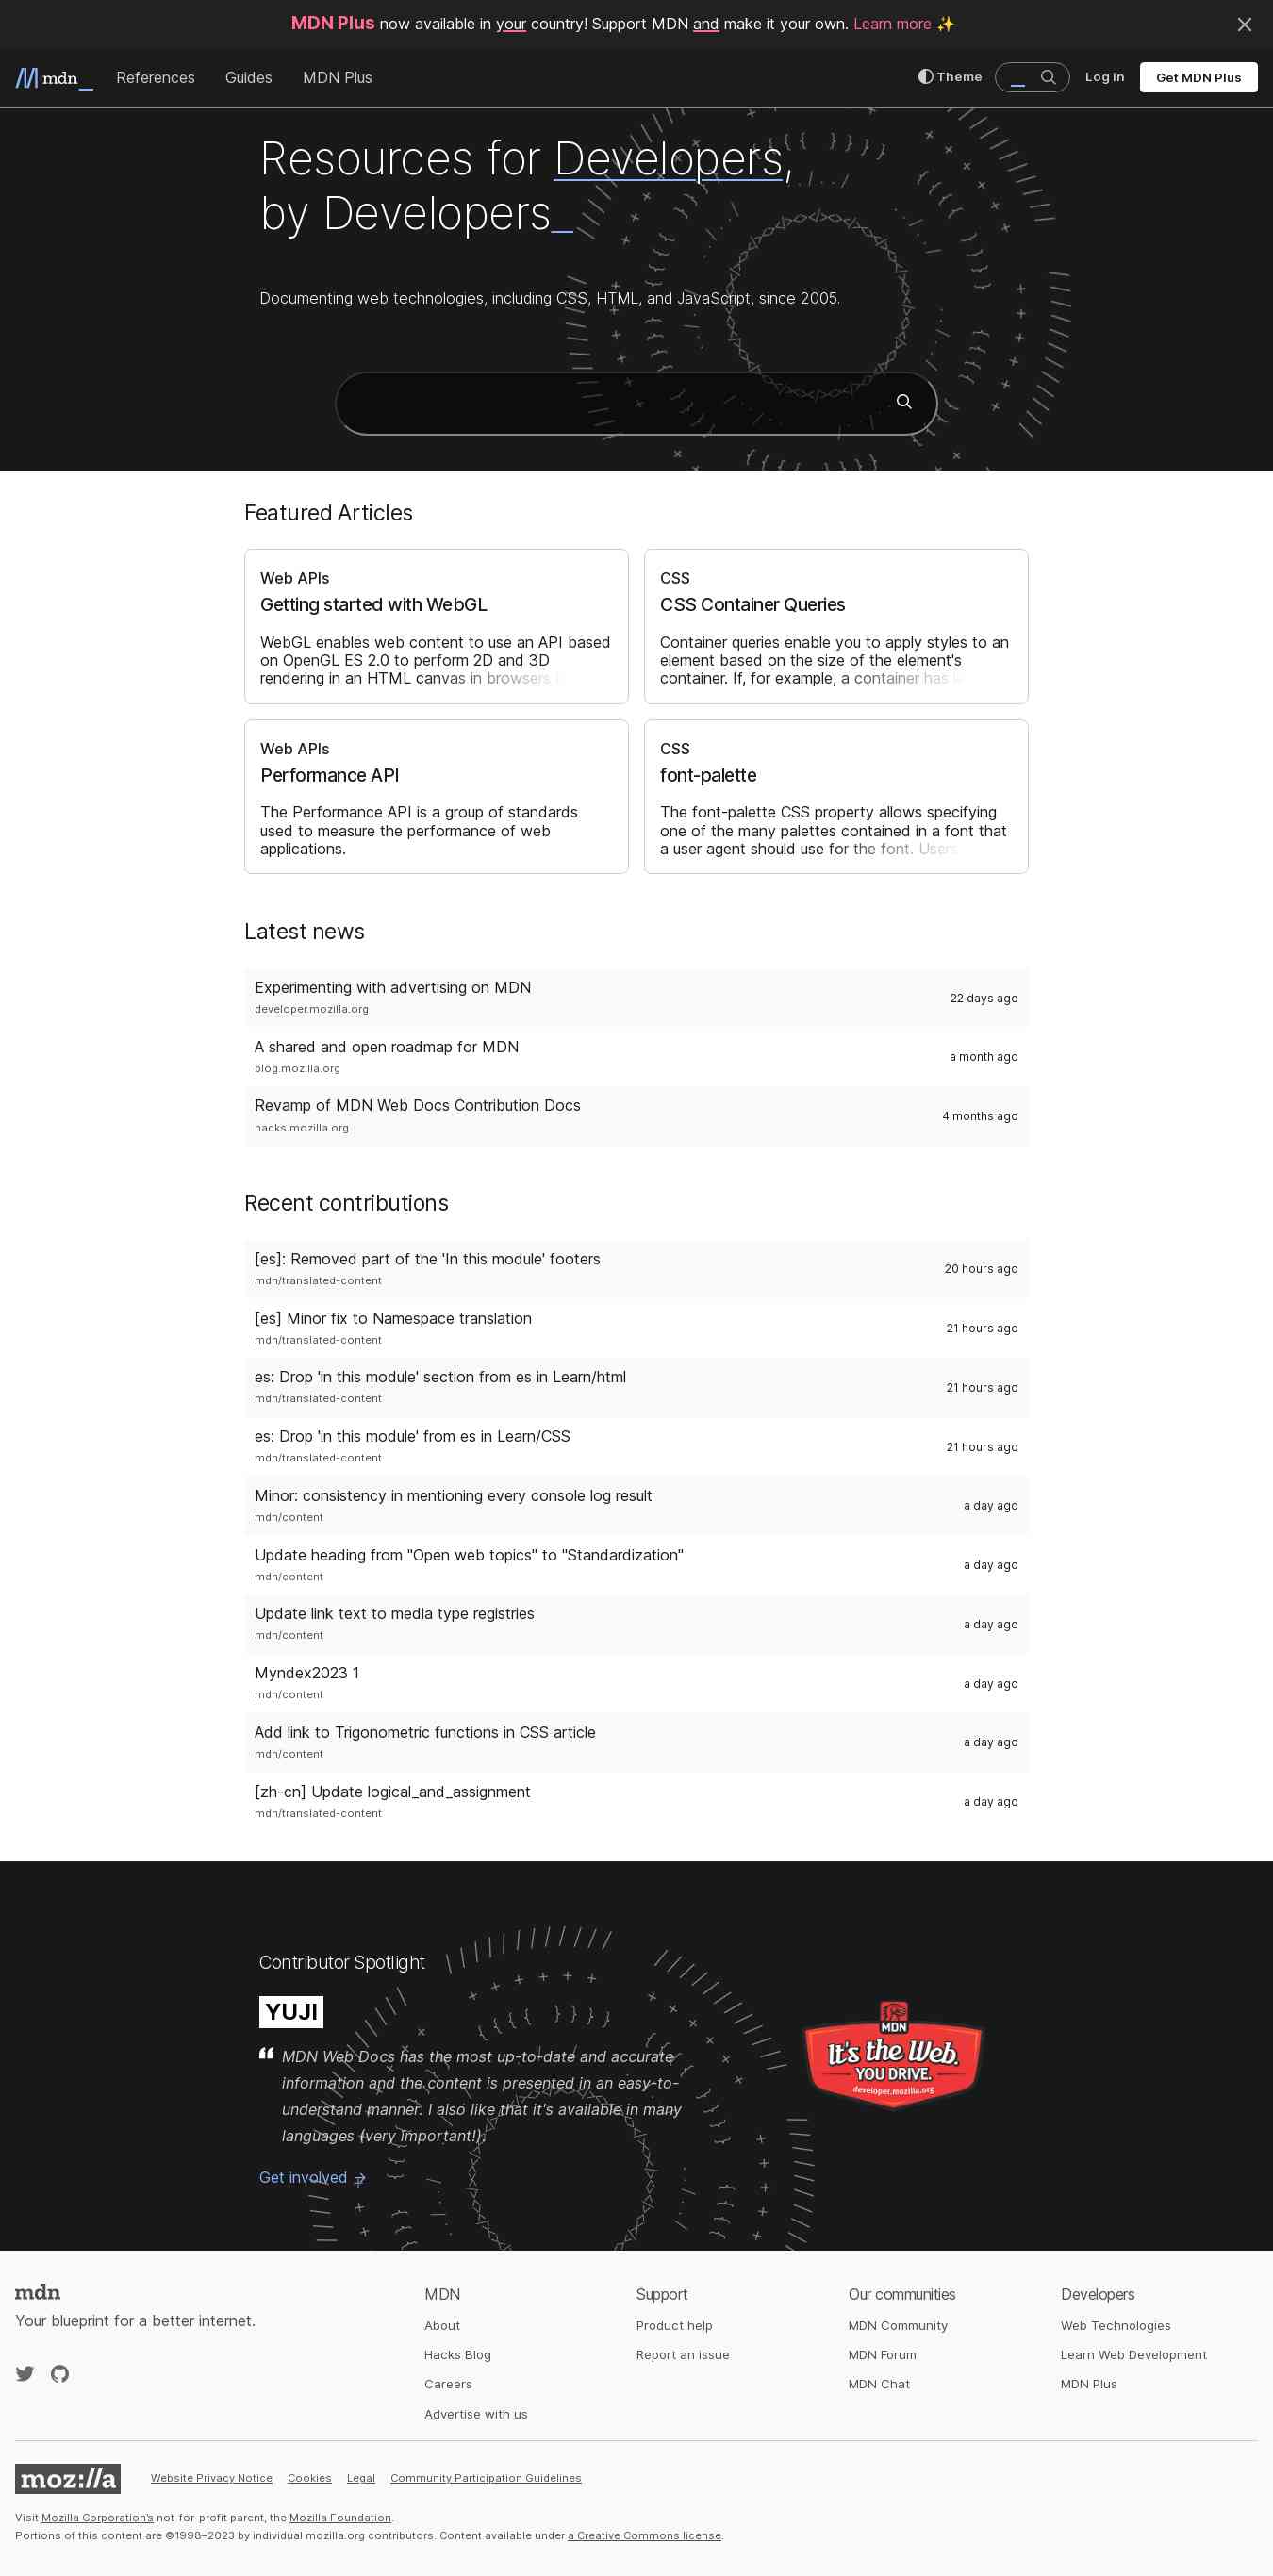 MDN Plus now available in your country! Support MDN and make it your own. Learn more ✨
mdn_
References
Guides
MDN Plus
Theme
Log in
Get MDN Plus
Resources for Developers,
by Developers_
Documenting web technologies, including CSS, HTML, and JavaScript, since 2005.
Featured Articles
Web APIs
Getting started with WebGL
WebGL enables web content to use an API based
on OpenGL ES 2.0 to perform 2D and 3D
rendering in an HTML canvas in browsers
CSS
CSS Container Queries
Container queries enable you to apply styles to an
element based on the size of the element's
container. If, for example, a container has
Web APIs
Performance API
The Performance API is a group of standards
used to measure the performance of web
applications.
CSS
font-palette
The font-palette CSS property allows specifying
one of the many palettes contained in a font that
a user agent should use for the font. Users
Latest news
Experimenting with advertising on MDN
developer.mozilla.org
22 days ago
A shared and open roadmap for MDN
blog.mozilla.org
a month ago
Revamp of MDN Web Docs Contribution Docs
hacks.mozilla.org
4 months ago
Recent contributions
[es]: Removed part of the 'In this module' footers
mdn/translated-content
20 hours ago
[es] Minor fix to Namespace translation
mdn/translated-content
21 hours ago
es: Drop 'in this module' section from es in Learn/html
mdn/translated-content
21 hours ago
es: Drop 'in this module' from es in Learn/CSS
mdn/translated-content
21 hours ago
Minor: consistency in mentioning every console log result
mdn/content
a day ago
Update heading from "Open web topics" to "Standardization"
mdn/content
a day ago
Update link text to media type registries
mdn/content
a day ago
Myndex2023 1
mdn/content
a day ago
Add link to Trigonometric functions in CSS article
mdn/content
a day ago
[zh-cn] Update logical_and_assignment
mdn/translated-content
a day ago
Contributor Spotlight
YUJI
MDN Web Docs has the most up-to-date and accurate
information and the content is presented in an easy-to-
understand manner. I also like that it's available in many
languages (very important!).
Get involved →
MDN
It's the Web.
YOU DRIVE.
developer.mozilla.org
mdn
Your blueprint for a better internet.
MDN
About
Hacks Blog
Careers
Advertise with us
Support
Product help
Report an issue
Our communities
MDN Community
MDN Forum
MDN Chat
Developers
Web Technologies
Learn Web Development
MDN Plus
moz://a
Website Privacy Notice
Cookies
Legal
Community Participation Guidelines
Visit Mozilla Corporation's not-for-profit parent, the Mozilla Foundation.
Portions of this content are ©1998–2023 by individual mozilla.org contributors. Content available under a Creative Commons license.